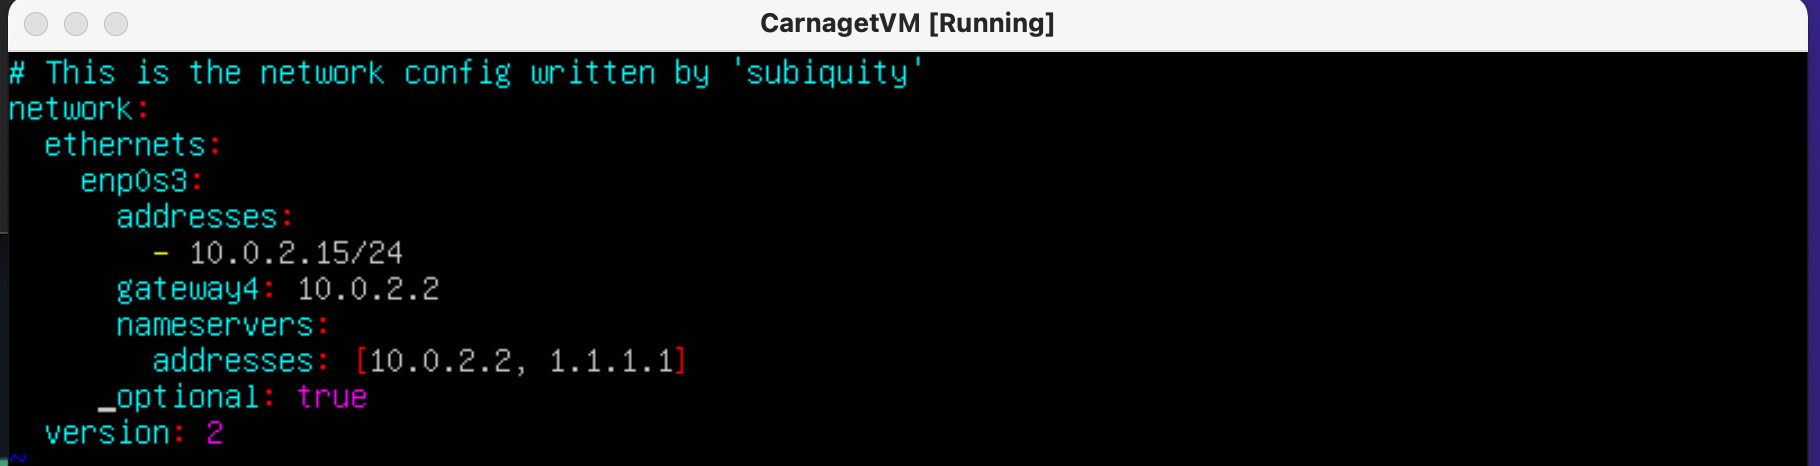 CarnagetVM [Running]
# This is the network config written by 'subiquity'
network:
  ethernets:
    enp0s3:
      addresses:
        - 10.0.2.15/24
      gateway4: 10.0.2.2
      nameservers:
        addresses: [10.0.2.2, 1.1.1.1]
      optional: true
  version: 2
~